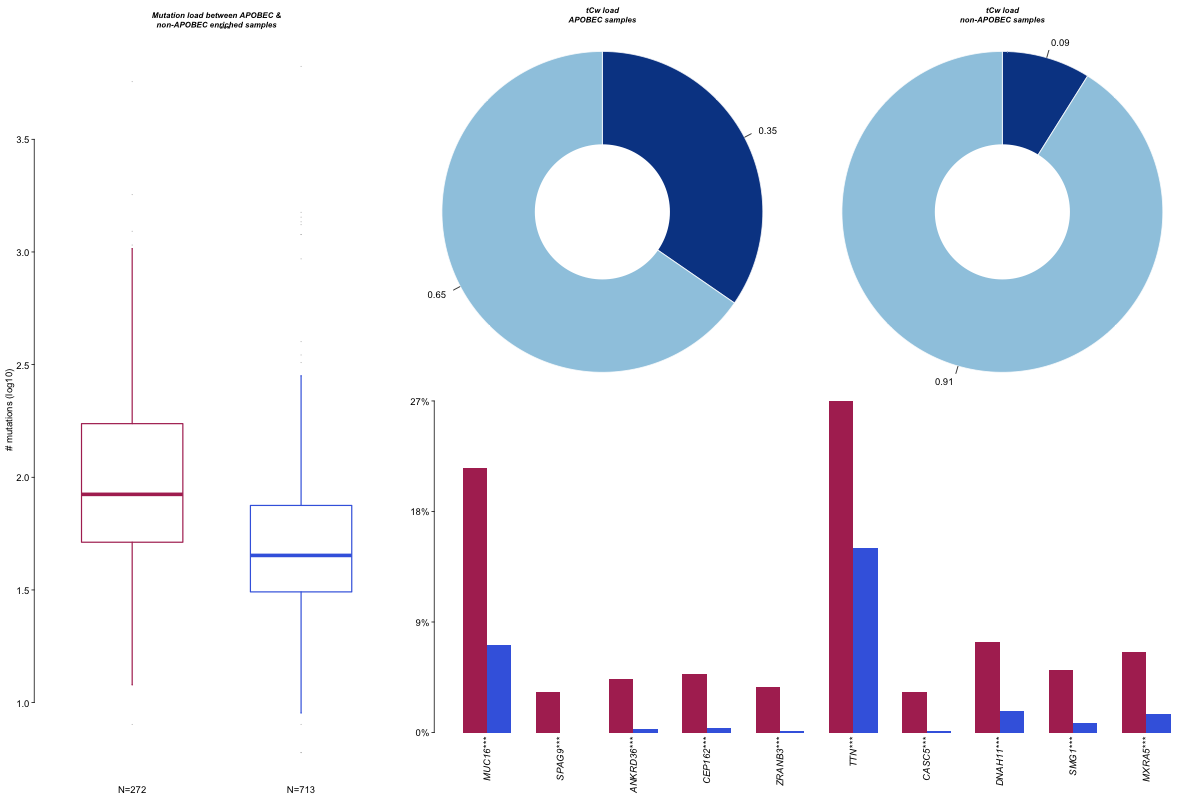 Mutation load between APOBEC &
non-APOBEC enriched samples
***
3.5
3.0
2.5
2.0
1.5
1.0
# mutations (log10)
N=272
N=713
tCw load
APOBEC samples
0.35
0.65
tCw load
non-APOBEC samples
0.09
0.91
27%
18%
9%
0%
MUC16***
SPAG9***
ANKRD36***
CEP162***
ZRANB3***
TTN***
CASC5***
DNAH11***
SMG1***
MXRA5***